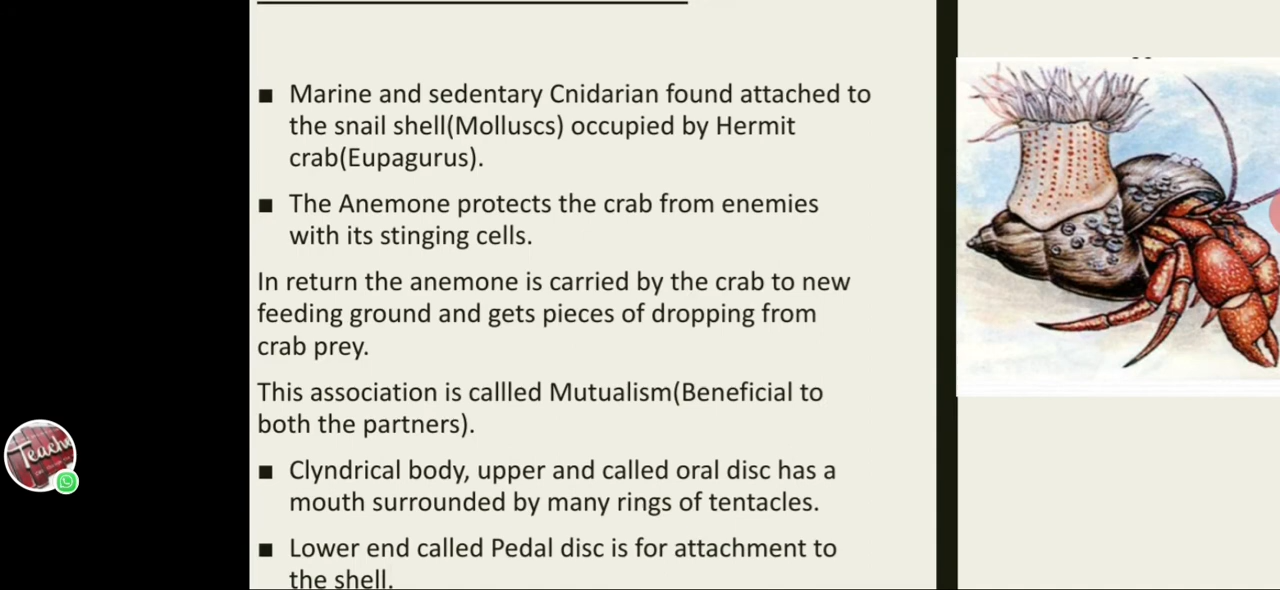 ■ Marine and sedentary Cnidarian found attached to
the snail shell(Molluscs) occupied by Hermit
crab(Eupagurus).
■ The Anemone protects the crab from enemies
with its stinging cells.
In return the anemone is carried by the crab to new
feeding ground and gets pieces of dropping from
crab prey.
This association is callled Mutualism(Beneficial to
both the partners).
■ Clyndrical body, upper and called oral disc has a
mouth surrounded by many rings of tentacles.
■ Lower end called Pedal disc is for attachment to
the shell.
Teache